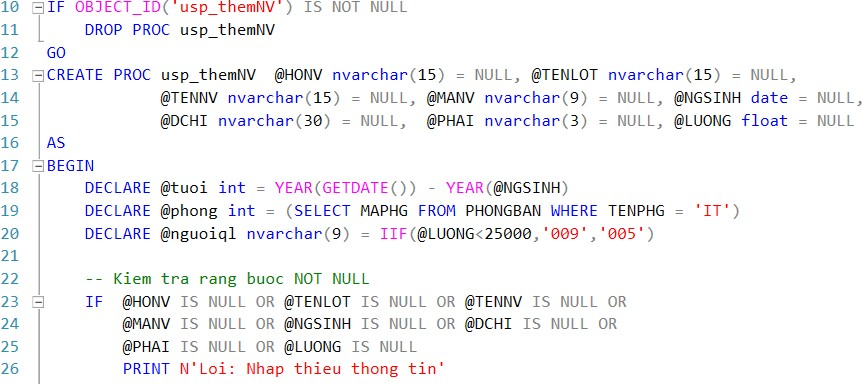 10 IF OBJECT_ID('usp_themNV') IS NOT NULL
11     DROP PROC usp_themNV
12 GO
13 CREATE PROC usp_themNV  @HONV nvarchar(15) = NULL, @TENLOT nvarchar(15) = NULL,
14             @TENNV nvarchar(15) = NULL, @MANV nvarchar(9) = NULL, @NGSINH date = NULL,
15             @DCHI nvarchar(30) = NULL,  @PHAI nvarchar(3) = NULL, @LUONG float = NULL
16 AS
17 BEGIN
18     DECLARE @tuoi int = YEAR(GETDATE()) - YEAR(@NGSINH)
19     DECLARE @phong int = (SELECT MAPHG FROM PHONGBAN WHERE TENPHG = 'IT')
20     DECLARE @nguoiql nvarchar(9) = IIF(@LUONG<25000,'009','005')
21
22     -- Kiem tra rang buoc NOT NULL
23     IF  @HONV IS NULL OR @TENLOT IS NULL OR @TENNV IS NULL OR
24         @MANV IS NULL OR @NGSINH IS NULL OR @DCHI IS NULL OR
25         @PHAI IS NULL OR @LUONG IS NULL
26         PRINT N'Loi: Nhap thieu thong tin'